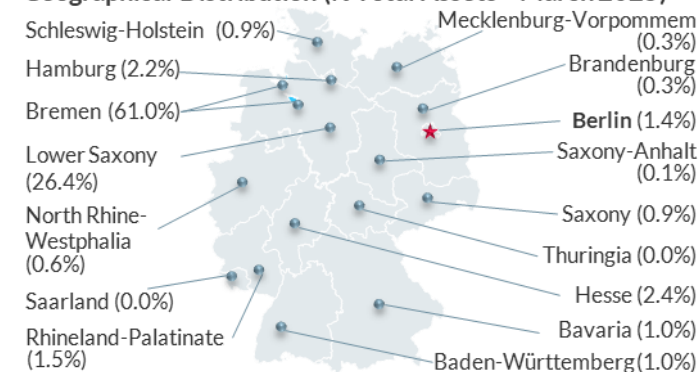 Schleswig-Holstein (0.9%)
Hamburg (2.2%)
Bremen (61.0%)
Lower Saxony
(26.4%)
North Rhine-
Westphalia
(0.6%)
Saarland (0.0%)
Rhineland-Palatinate
(1.5%)
Mecklenburg-Vorpommem
(0.3%)
Brandenburg
(0.3%)
Berlin (1.4%)
Saxony-Anhalt
(0.1%)
Saxony (0.9%)
Thuringia (0.0%)
Hesse (2.4%)
Bavaria (1.0%)
Baden-Württemberg(1.0%)